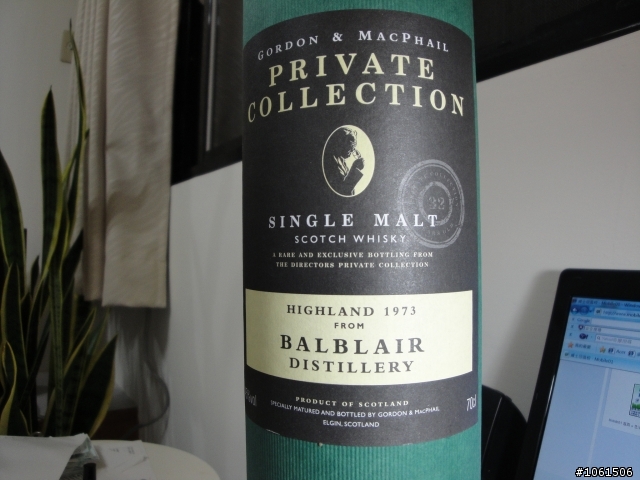 GORDON & MACPHAIL
PRIVATE
COLLECTION
22
SINGLE MALT
SCOTCH WHISKY
A RARE AND EXCLUSIVE BOTTLING FROM
THE DIRECTORS PRIVATE COLLECTION
HIGHLAND 1973
FROM
BALBLAIR
DISTILLERY
PRODUCT OF SCOTLAND
SPECIALLY MATURED AND BOTTLED BY GORDON & MACPHAIL
ELGIN, SCOTLAND
70cl
#1061506